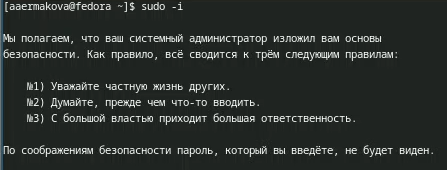 [aaermakova@fedora ~]$ sudo -i
Мы полагаем, что ваш системный администратор изложил вам основы
безопасности. Как правило, всё сводится к трём следующим правилам:
№1) Уважайте частную жизнь других.
№2) Думайте, прежде чем что-то вводить.
№3) С большой властью приходит большая ответственность.
По соображениям безопасности пароль, который вы введёте, не будет виден.